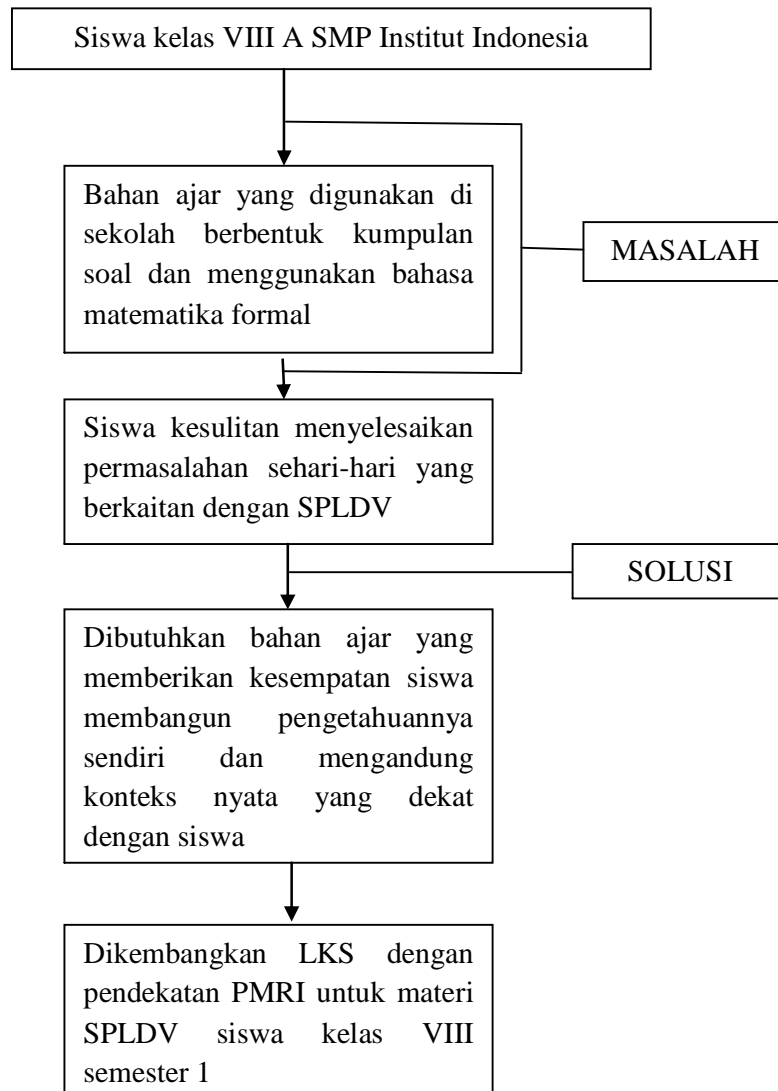 Siswa kelas VIII A SMP Institut Indonesia
Bahan ajar yang digunakan di
sekolah berbentuk kumpulan
soal dan menggunakan bahasa
matematika formal
MASALAH
Siswa kesulitan menyelesaikan
permasalahan sehari-hari yang
berkaitan dengan SPLDV
SOLUSI
Dibutuhkan bahan ajar yang
memberikan kesempatan siswa
membangun pengetahuannya
sendiri dan mengandung
konteks nyata yang dekat
dengan siswa
Dikembangkan LKS dengan
pendekatan PMRI untuk materi
SPLDV siswa kelas VIII
semester 1